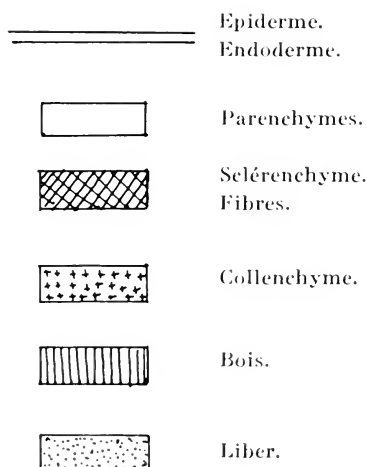 Epiderme.
Endoderme.
Parenchymes.
Sclérenchyme.
Fibres.
Collenchyme.
Bois.
Liber.